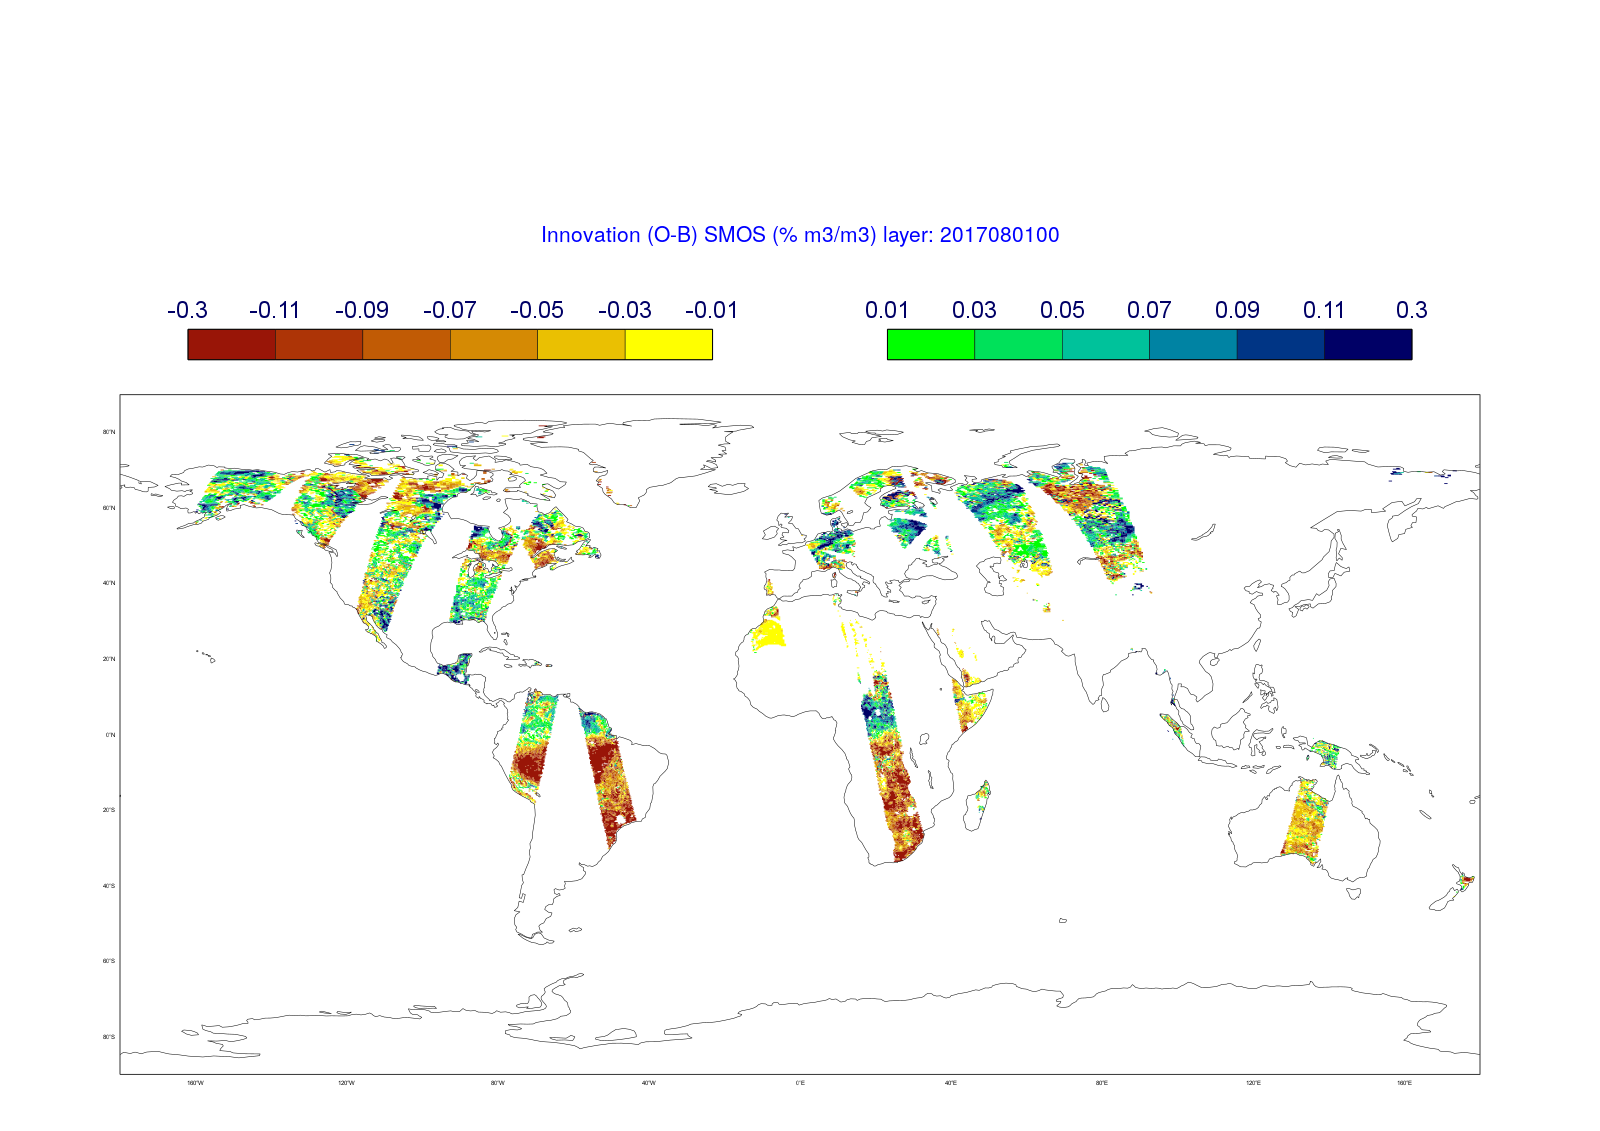 Innovation (O-B) SMOS (% m3/m3) layer: 2017080100
-0.3 -0.11 -0.09 -0.07 -0.05 -0.03 -0.01 0.01 0.03 0.05 0.07 0.09 0.11 0.3
80°N
60°N
40°N
20°N
0°N
20°S
40°S
60°S
80°S
160°W 120°W 80°W 40°W 0°E 40°E 80°E 120°E 160°E